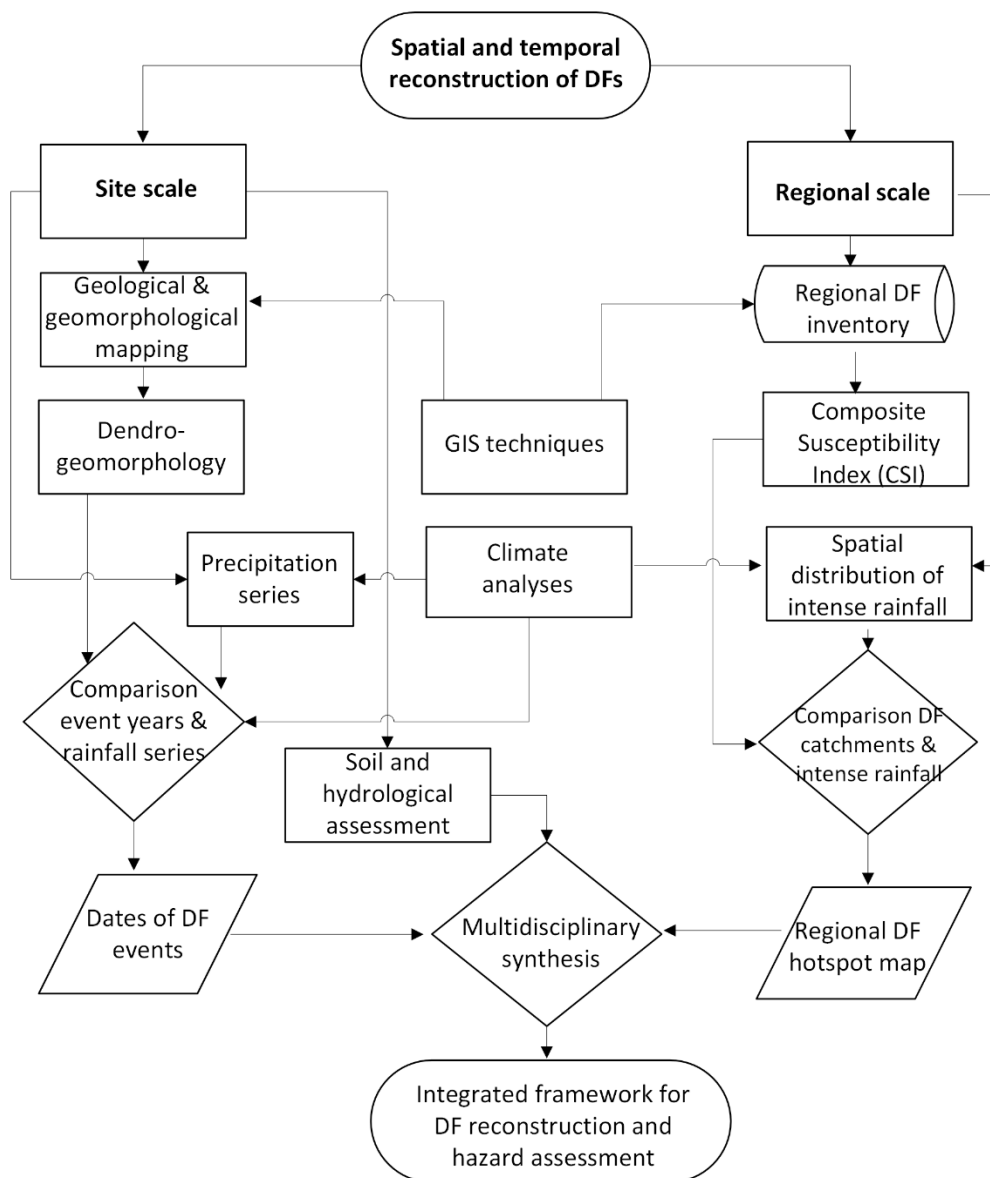 Spatial and temporal
reconstruction of DFs
Site scale
Regional scale
Geological &
geomorphological
mapping
Regional DF
inventory
Dendro-
geomorphology
GIS techniques
Composite
Susceptibility
Index (CSI)
Precipitation
series
Climate
analyses
Spatial
distribution of
intense rainfall
Comparison
event years &
rainfall series
Comparison DF
catchments &
intense rainfall
Soil and
hydrological
assessment
Dates of DF
events
Multidisciplinary
synthesis
Regional DF
hotspot map
Integrated framework for
DF reconstruction and
hazard assessment